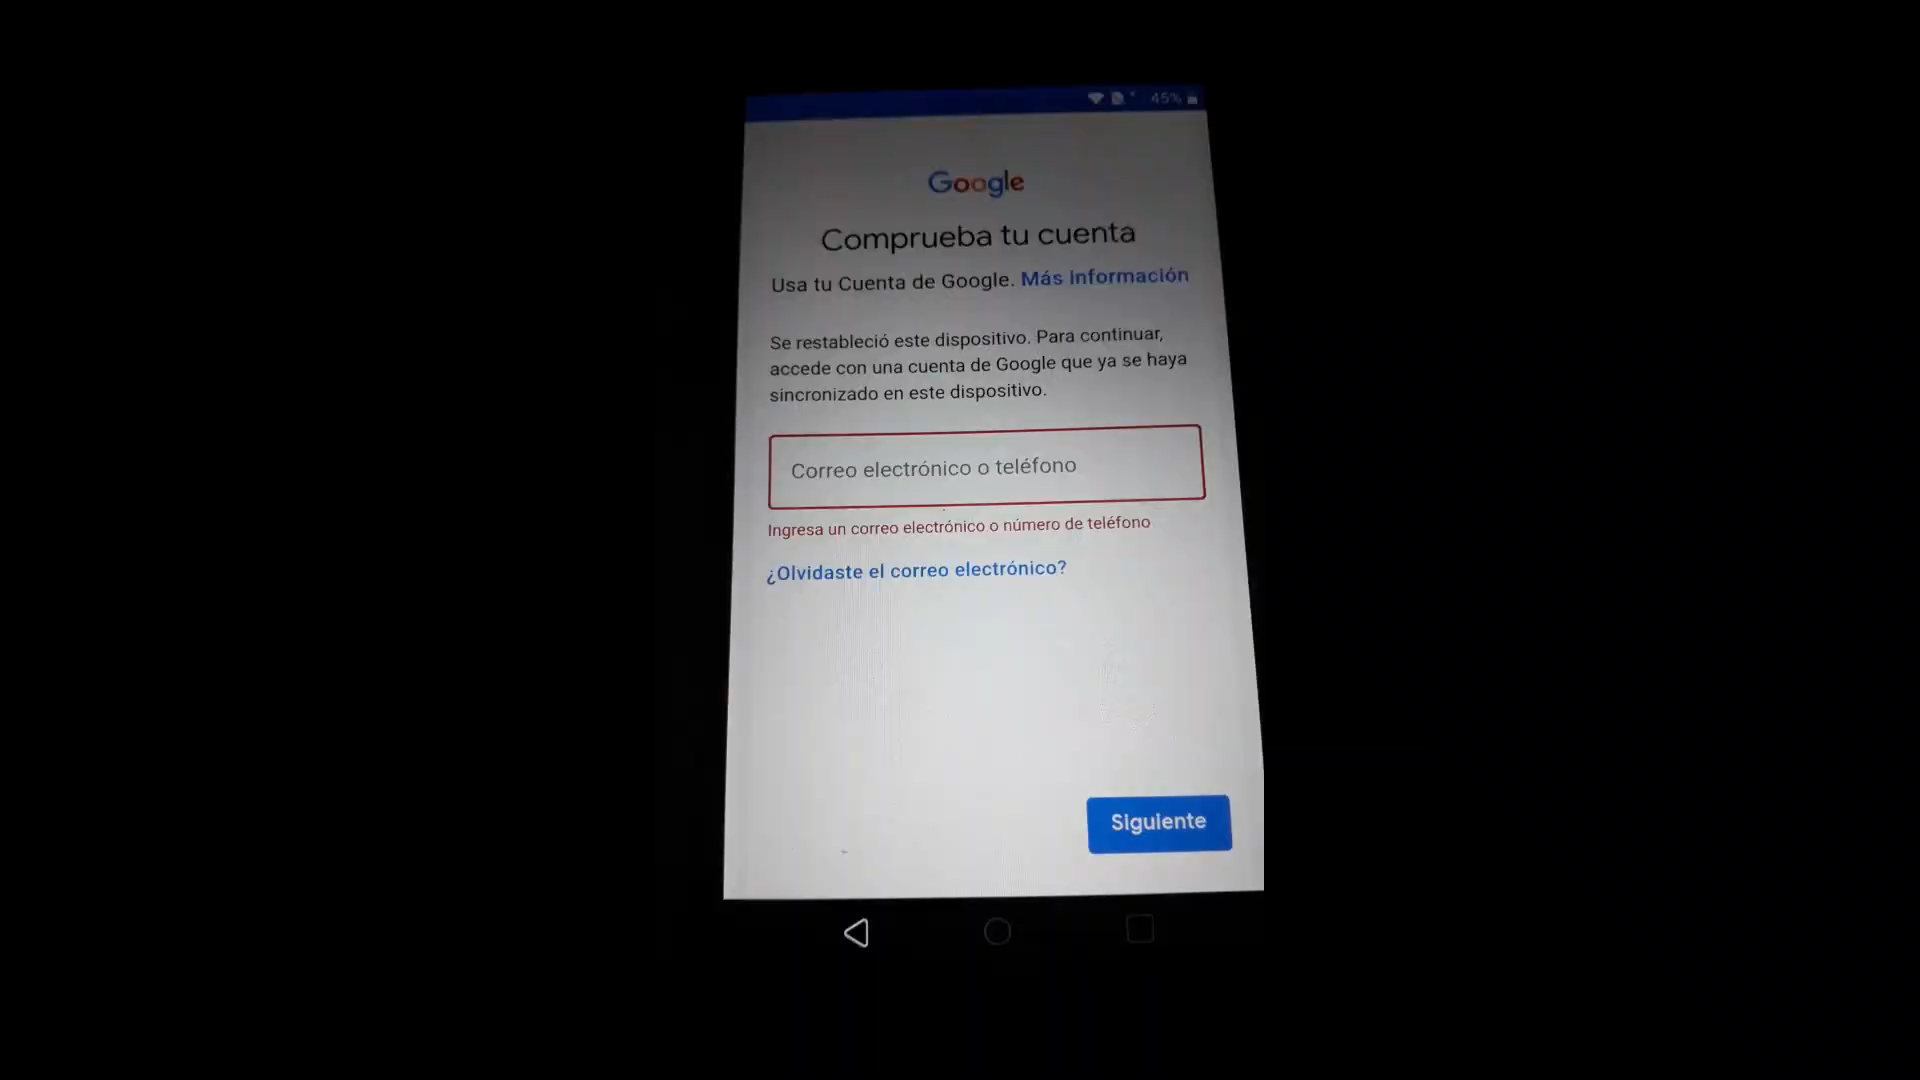 45%
Google
Comprueba tu cuenta
Usa tu Cuenta de Google. Más información
Se restableció este dispositivo. Para continuar,
accede con una cuenta de Google que ya se haya
sincronizado en este dispositivo.
Correo electrónico o teléfono
Ingresa un correo electrónico o número de teléfono
¿Olvidaste el correo electrónico?
Siguiente